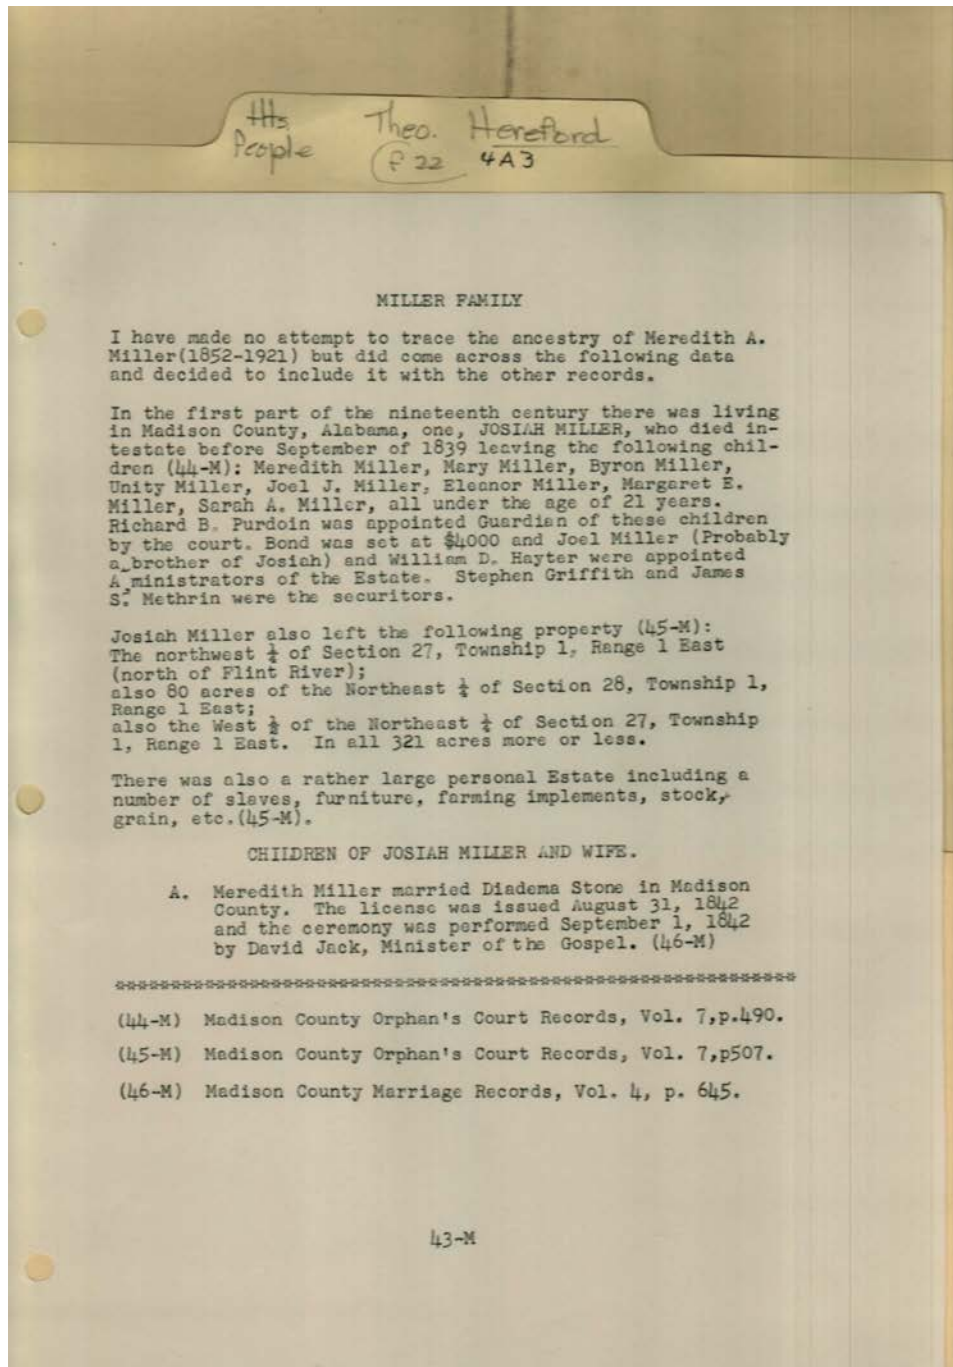 HHs Theo. Hereford
People P 22 4A3
MILLER FAMILY
I have made no attempt to trace the ancestry of Meredith A.
Miller(1852-1921) but did come across the following data
and decided to include it with the other records.
In the first part of the nineteenth century there was living
in Madison County, Alabama, one, JOSIAH MILLER, who died in-
testate before September of 1839 leaving the following chil-
dren (44-M): Meredith Miller, Mary Miller, Byron Miller,
Unity Miller, Joel J. Miller, Eleanor Miller, Margaret E.
Miller, Sarah A. Miller, all under the age of 21 years.
Richard B. Purdoin was appointed Guardian of these children
by the court. Bond was set at $4000 and Joel Miller (Probably
a brother of Josiah) and William D. Hayter were appointed
A ministrators of the Estate. Stephen Griffith and James
S. Methrin were the securitors.
Josiah Miller also left the following property (45-M):
The northwest ¼ of Section 27, Township 1, Range 1 East
(north of Flint River);
also 80 acres of the Northeast ¼ of Section 28, Township 1,
Range 1 East;
also the West ½ of the Northeast ¼ of Section 27, Township
1, Range 1 East. In all 321 acres more or less.
There was also a rather large personal Estate including a
number of slaves, furniture, farming implements, stock,
grain, etc.(45-M).
CHILDREN OF JOSIAH MILLER AND WIFE.
A. Meredith Miller married Diadema Stone in Madison
County. The license was issued August 31, 1842
and the ceremony was performed September 1, 1842
by David Jack, Minister of the Gospel. (46-M)
(44-M) Madison County Orphan's Court Records, Vol. 7,p.490.
(45-M) Madison County Orphan's Court Records, Vol. 7,p507.
(46-M) Madison County Marriage Records, Vol. 4, p. 645.
43-M